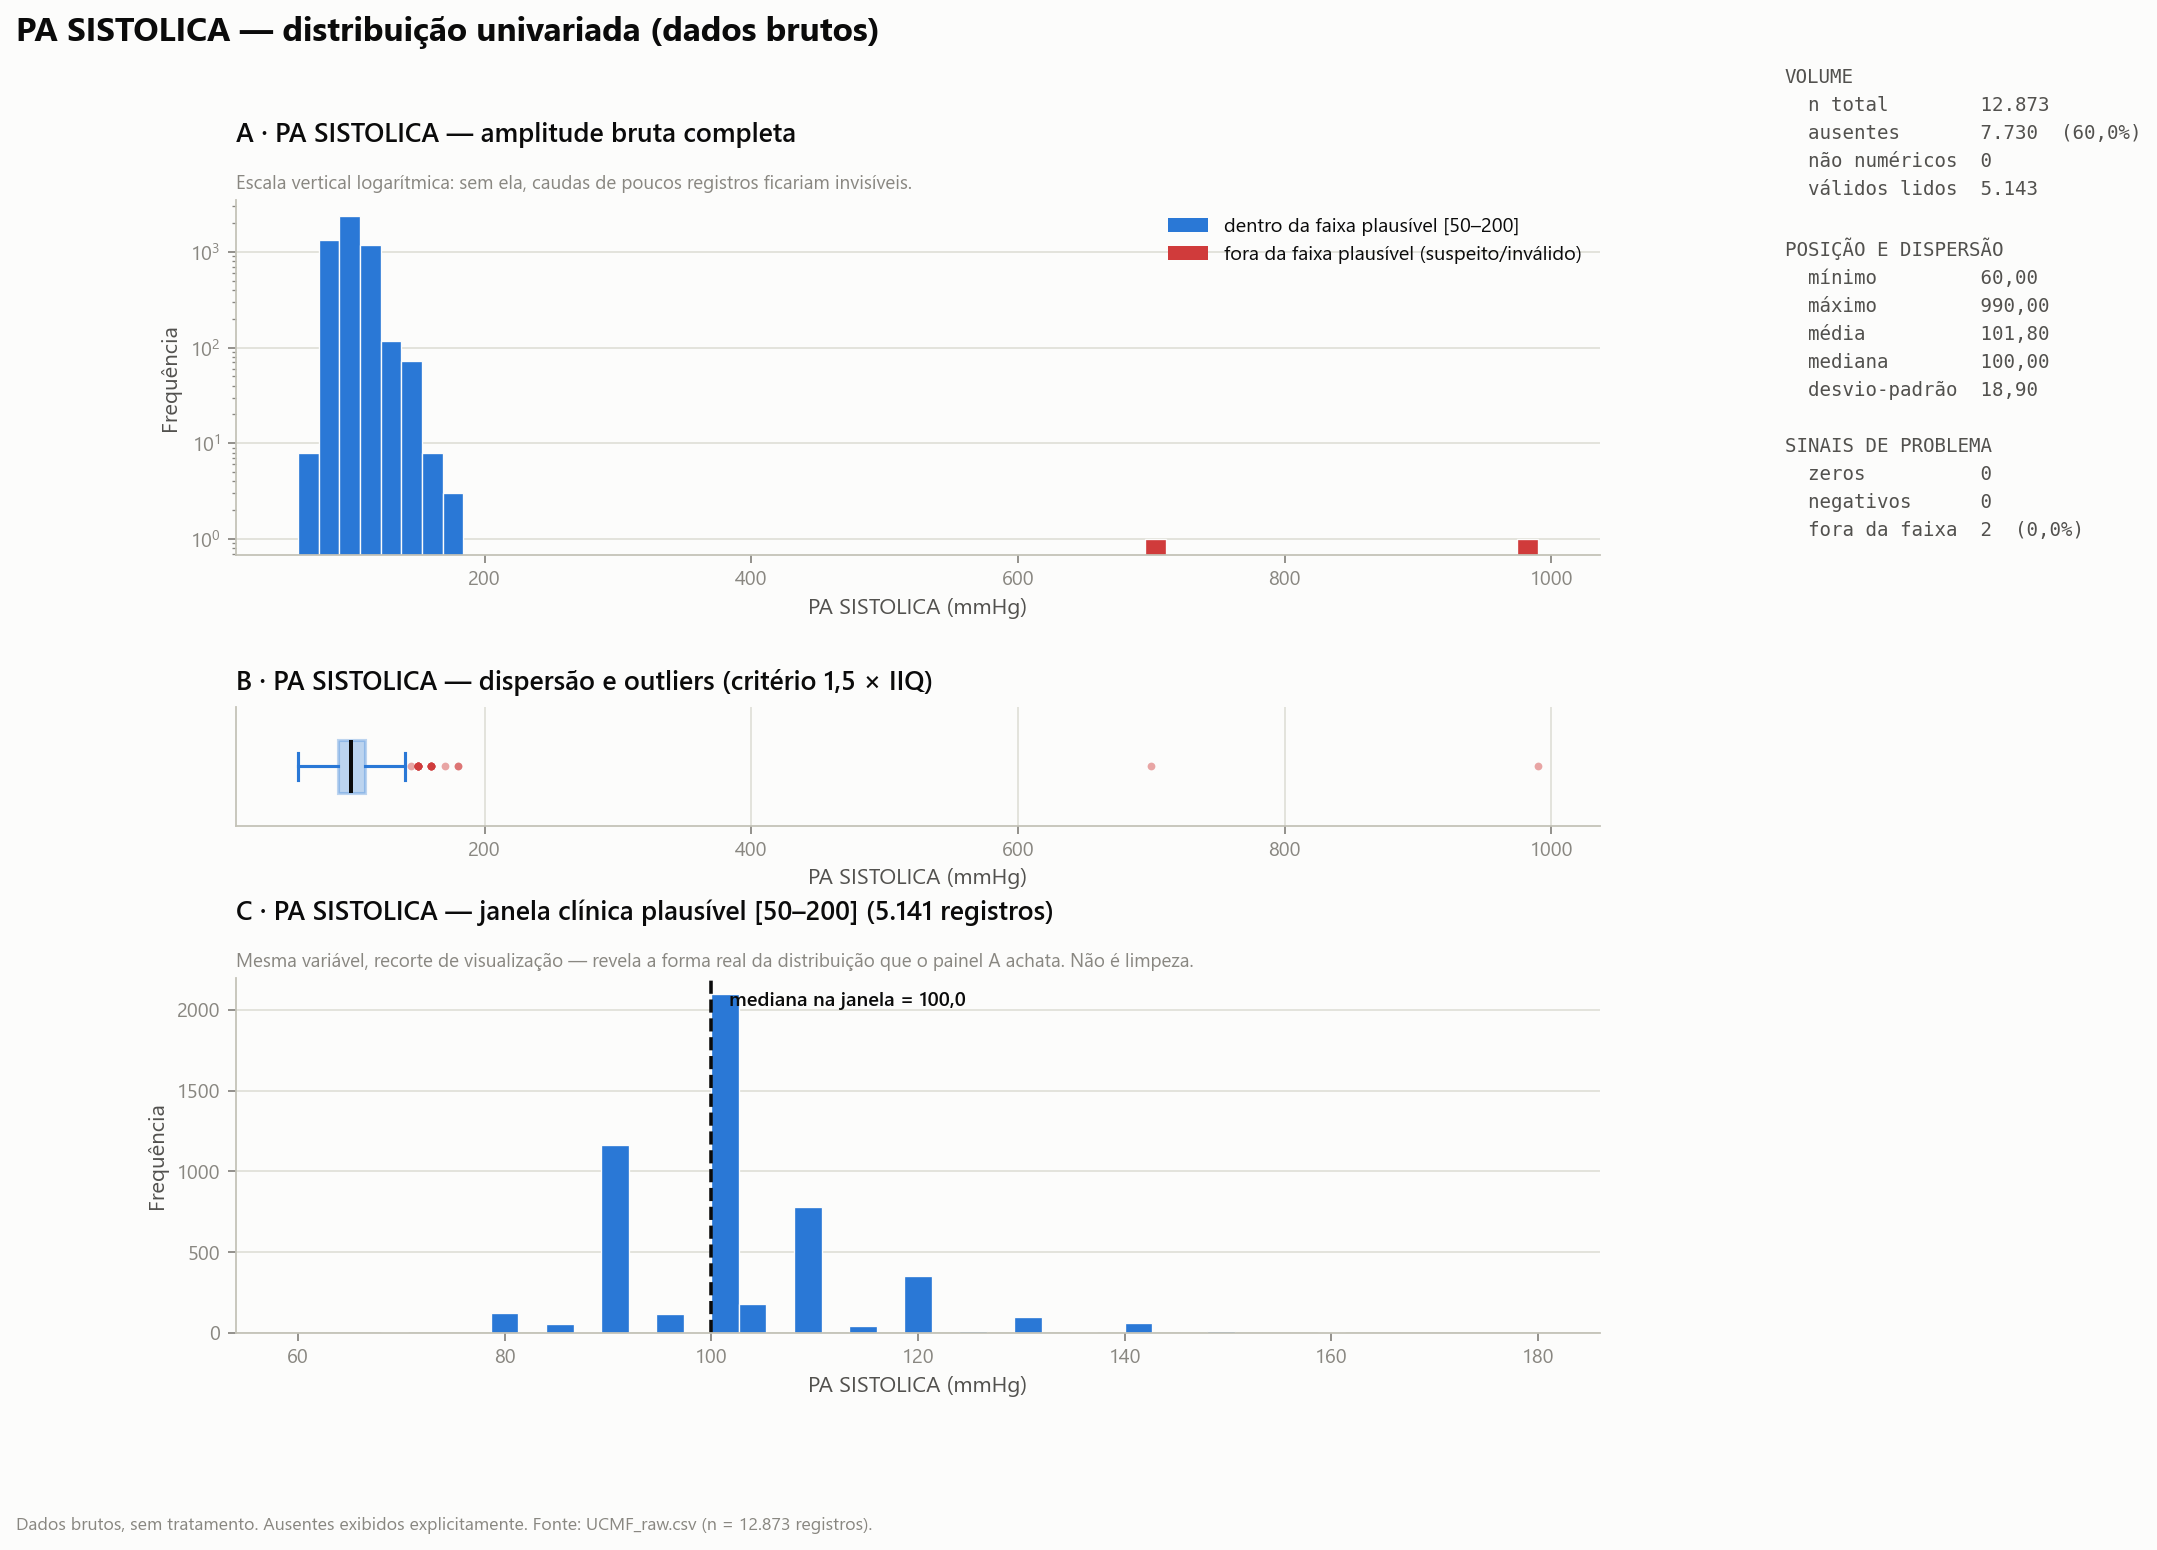 PA SISTOLICA — distribuição univariada (dados brutos)
A · PA SISTOLICA — amplitude bruta completa
Escala vertical logarítmica: sem ela, caudas de poucos registros ficariam invisíveis.
dentro da faixa plausível [50–200]
fora da faixa plausível (suspeito/inválido)
10³
10²
10¹
10⁰
Frequência
200 400 600 800 1000
PA SISTOLICA (mmHg)
B · PA SISTOLICA — dispersão e outliers (critério 1,5 × IIQ)
200 400 600 800 1000
PA SISTOLICA (mmHg)
C · PA SISTOLICA — janela clínica plausível [50–200] (5.141 registros)
Mesma variável, recorte de visualização — revela a forma real da distribuição que o painel A achata. Não é limpeza.
mediana na janela = 100,0
2000
1500
1000
500
0
Frequência
60 80 100 120 140 160 180
PA SISTOLICA (mmHg)
VOLUME
n total 12.873
ausentes 7.730 (60,0%)
não numéricos 0
válidos lidos 5.143
POSIÇÃO E DISPERSÃO
mínimo 60,00
máximo 990,00
média 101,80
mediana 100,00
desvio-padrão 18,90
SINAIS DE PROBLEMA
zeros 0
negativos 0
fora da faixa 2 (0,0%)
Dados brutos, sem tratamento. Ausentes exibidos explicitamente. Fonte: UCMF_raw.csv (n = 12.873 registros).